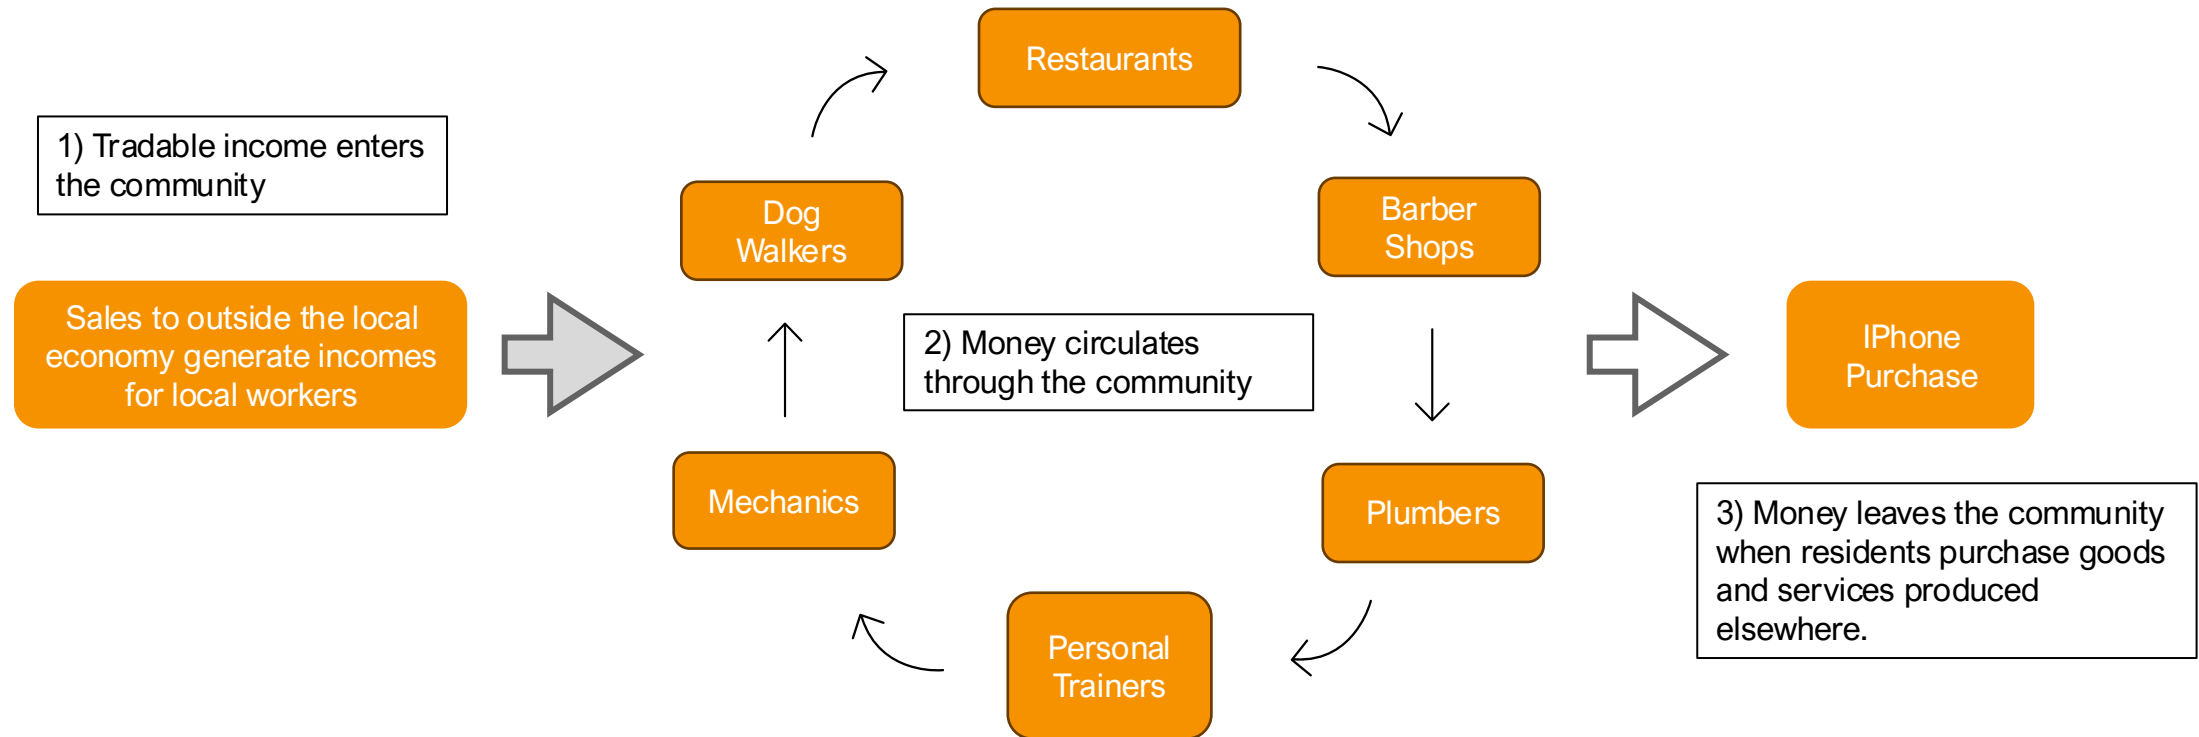 1) Tradable income enters
the community
Sales to outside the local
economy generate incomes
for local workers
Restaurants
Dog
Walkers
Barber
Shops
2) Money circulates
through the community
Mechanics
Plumbers
Personal
Trainers
IPhone
Purchase
3) Money leaves the community
when residents purchase goods
and services produced
elsewhere.